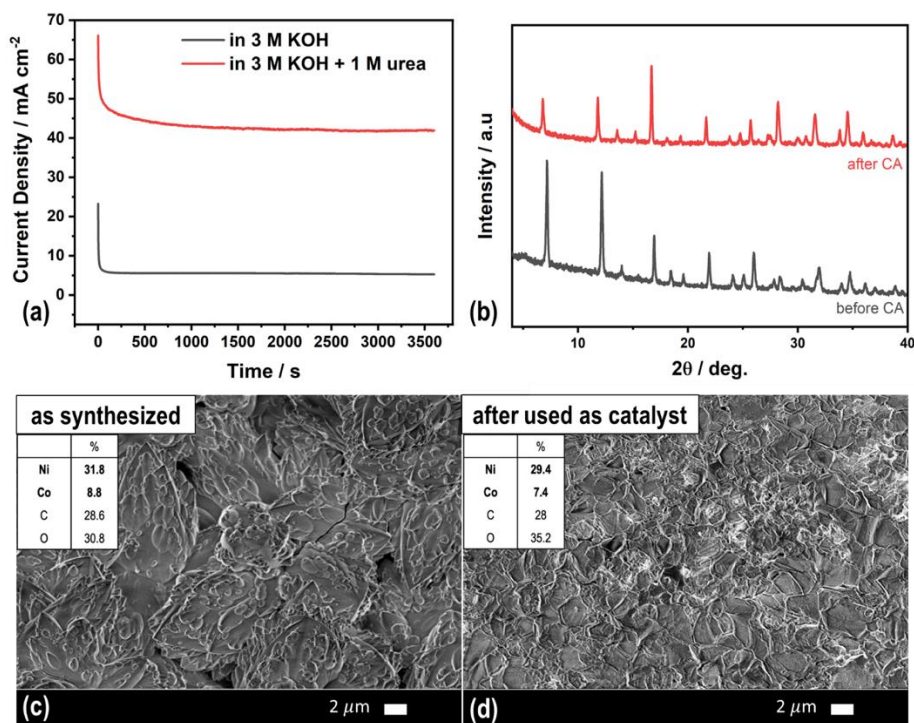 70
60
50
40
30
20
10
0
Current Density / mA cm⁻²
in 3 M KOH
in 3 M KOH + 1 M urea
(a)
0 500 1000 1500 2000 2500 3000 3500
Time / s
Intensity / a.u
after CA
before CA
(b)
10 20 30 40
2θ / deg.
as synthesized
%
Ni 31.8
Co 8.8
C 28.6
O 30.8
(c)
2 μm
after used as catalyst
%
Ni 29.4
Co 7.4
C 28
O 35.2
(d)
2 μm